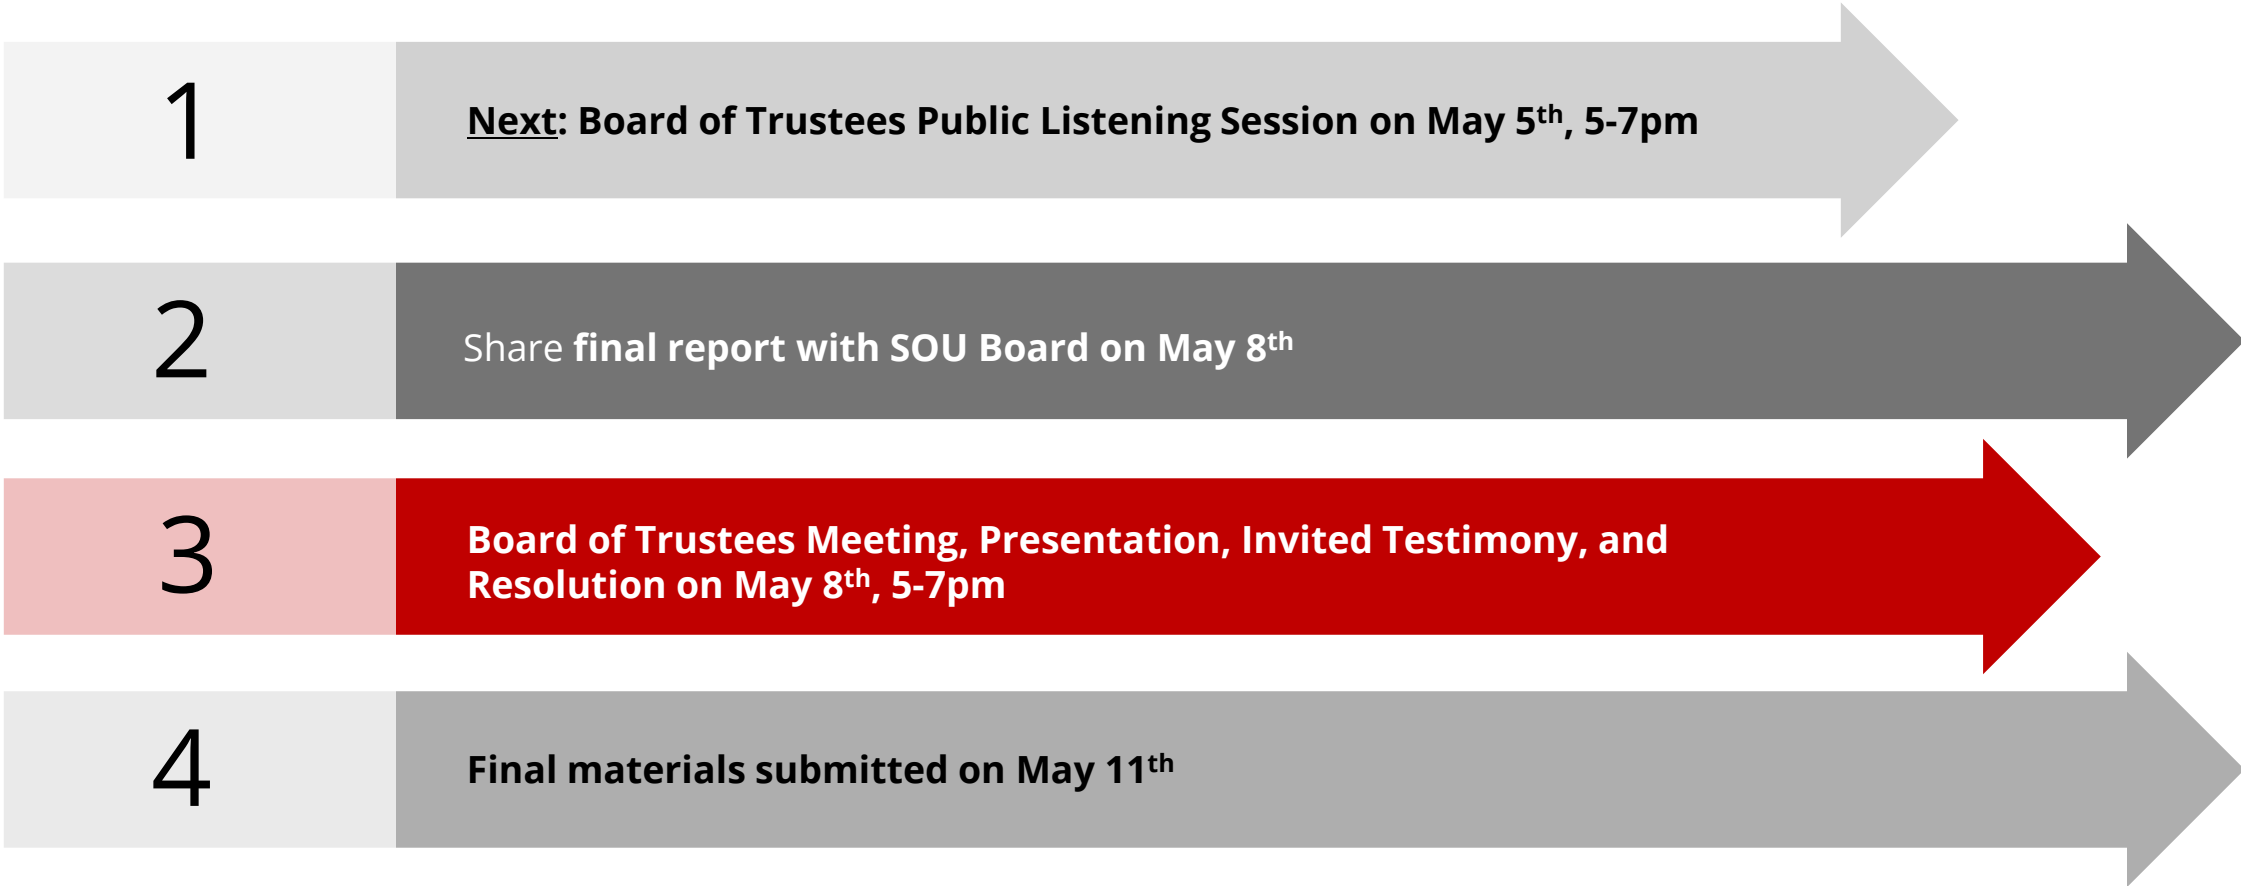 1
Next: Board of Trustees Public Listening Session on May 5th, 5-7pm
2
Share final report with SOU Board on May 8th
3
Board of Trustees Meeting, Presentation, Invited Testimony, and
Resolution on May 8th, 5-7pm
4
Final materials submitted on May 11th